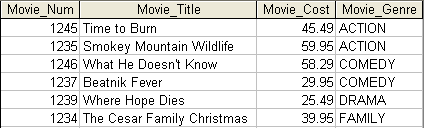 Movie_Num Movie_Title Movie_Cost Movie_Genre
1245 Time to Burn 45.49 ACTION
1235 Smokey Mountain Wildlife 59.95 ACTION
1246 What He Doesn't Know 58.29 COMEDY
1237 Beatnik Fever 29.95 COMEDY
1239 Where Hope Dies 25.49 DRAMA
1234 The Cesar Family Christmas 39.95 FAMILY